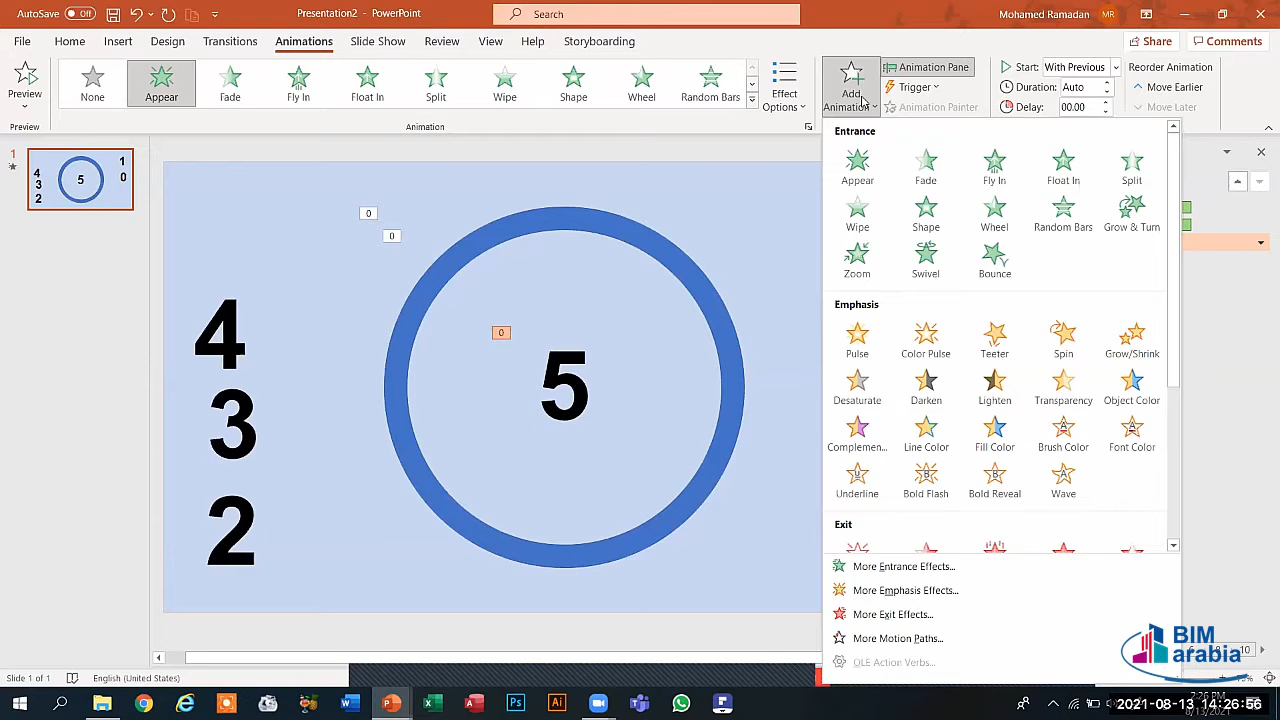 AutoSave Off
Presentation2 - PowerPoint
Search
Mohamed Ramadan MR
File Home Insert Design Transitions Animations Slide Show Review View Help Storyboarding
Share Comments
Preview
None Appear Fade Fly In Float In Split Wipe Shape Wheel Random Bars
Effect Options
Add Animation
Animation Pane
Trigger
Animation Painter
Start: With Previous
Duration: Auto
Delay: 00.00
Reorder Animation
Move Earlier
Move Later
Preview
Animation
1
4
3
2
5
1
0
0
0
0
4
3
2
5
Entrance
Appear Fade Fly In Float In Split
Wipe Shape Wheel Random Bars Grow & Turn
Zoom Swivel Bounce
Emphasis
Pulse Color Pulse Teeter Spin Grow/Shrink
Desaturate Darken Lighten Transparency Object Color
Complemen... Line Color Fill Color Brush Color Font Color
Underline Bold Flash Bold Reveal Wave
Exit
More Entrance Effects...
More Emphasis Effects...
More Exit Effects...
More Motion Paths...
OLE Action Verbs...
BIM
arabia
10
Slide 1 of 1
English (United States)
7:26 PM
8/13/2021
2021-08-13 14:26:56